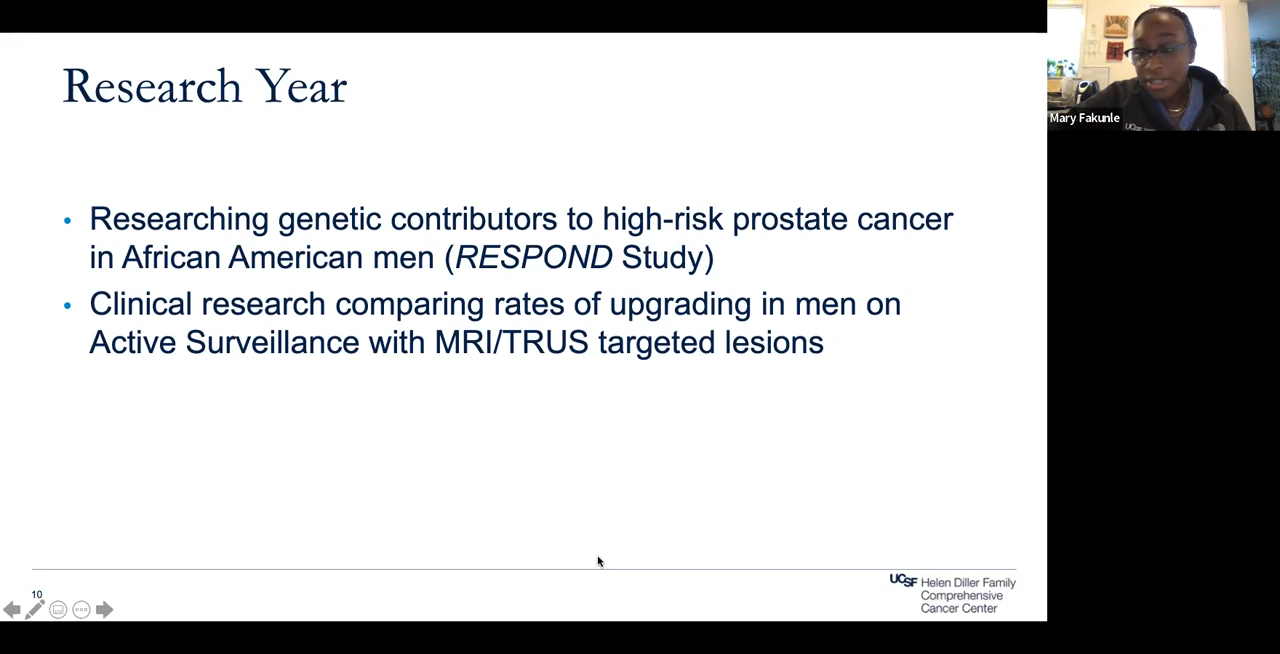 Research Year
• Researching genetic contributors to high-risk prostate cancer
in African American men (RESPOND Study)
• Clinical research comparing rates of upgrading in men on
Active Surveillance with MRI/TRUS targeted lesions
10
UCSF Helen Diller Family
Comprehensive
Cancer Center
Mary Fakunle
UCSF